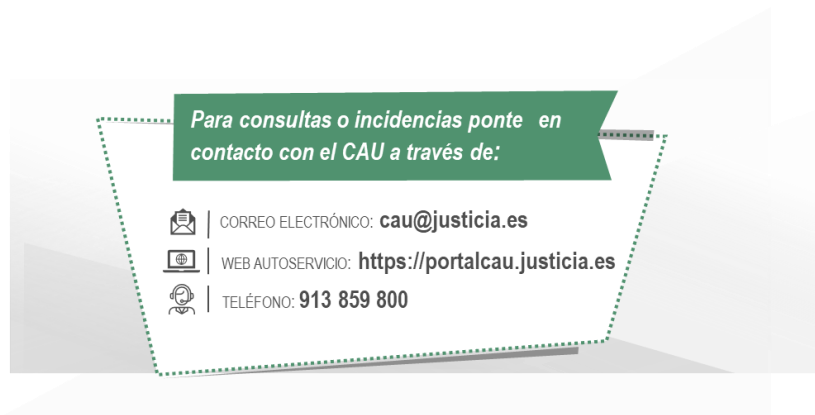 Para consultas o incidencias ponte en
contacto con el CAU a través de:
CORREO ELECTRÓNICO: cau@justicia.es
WEB AUTOSERVICIO: https://portalcau.justicia.es
TELÉFONO: 913 859 800